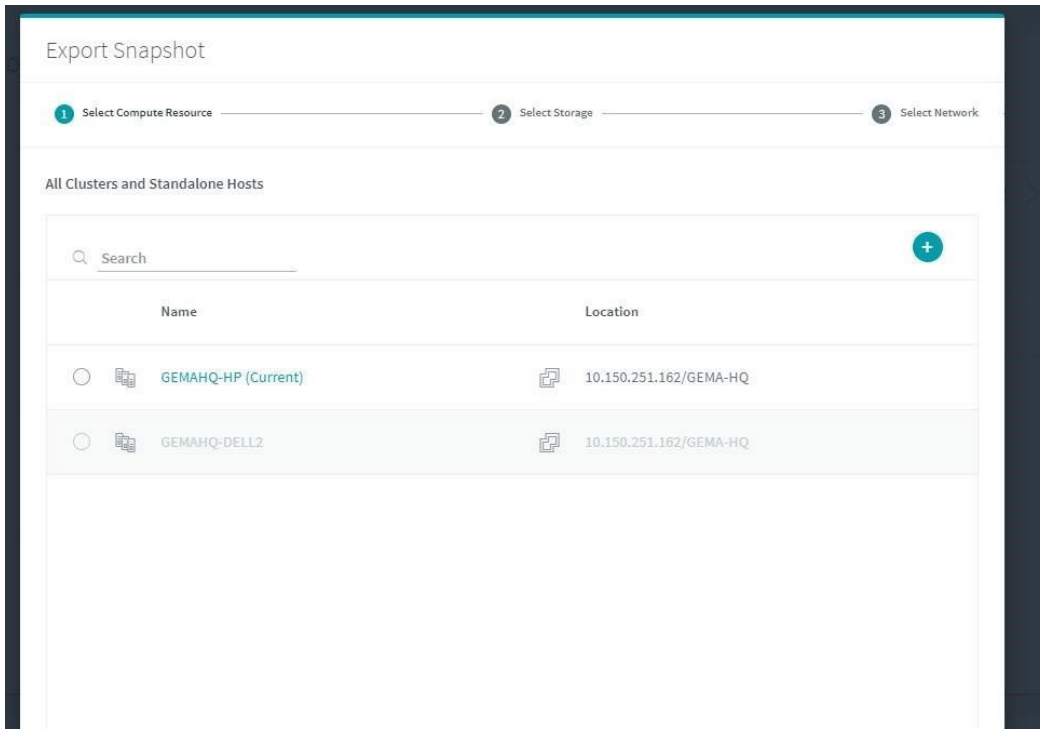 Export Snapshot
1 Select Compute Resource 2 Select Storage 3 Select Network
All Clusters and Standalone Hosts
Search
Name Location
GEMAHQ-HP (Current) 10.150.251.162/GEMA-HQ
GEMAHQ-DELL2 10.150.251.162/GEMA-HQ